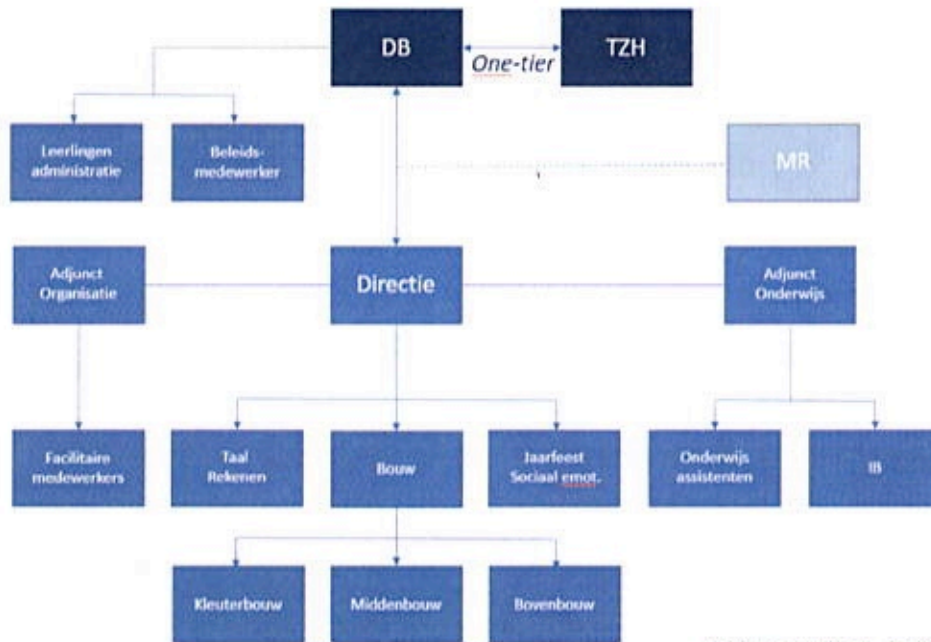 DB
TZH
One-tier
Leerlingen
administratie
Beleids-
medewerker
MR
Adjunct
Organisatie
Directie
Adjunct
Onderwijs
Facilitaire
medewerkers
Taal
Rekenen
Bouw
Jaarfeest
Sociaal emot.
Onderwijs
assistenten
IB
Kleuterbouw
Middenbouw
Bovenbouw